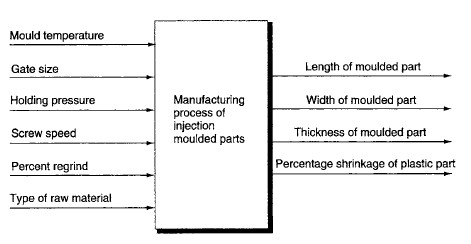 Mould temperature
Gate size
Holding pressure
Screw speed
Percent regrind
Type of raw material
Manufacturing
process of
injection
moulded parts
Length of moulded part
Width of moulded part
Thickness of moulded part
Percentage shrinkage of plastic part